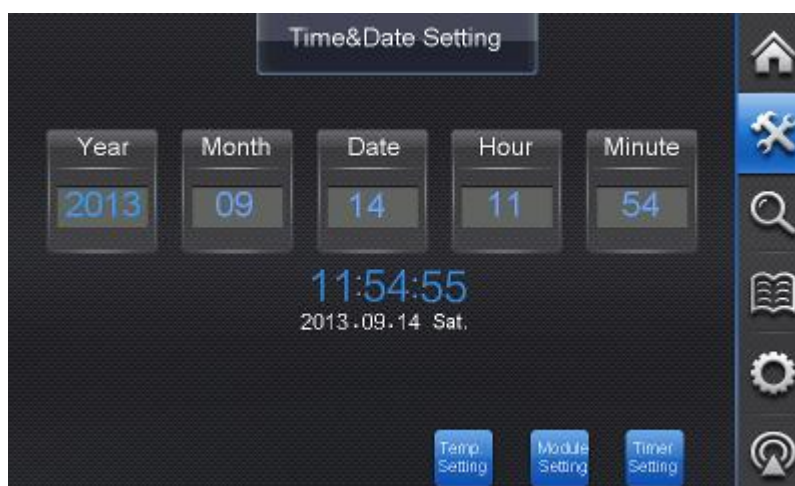 Time&Date Setting
Year Month Date Hour Minute
2013 09 14 11 54
11:54:55
2013.09.14 Sat.
Temp. Module Timer
Setting Setting Setting